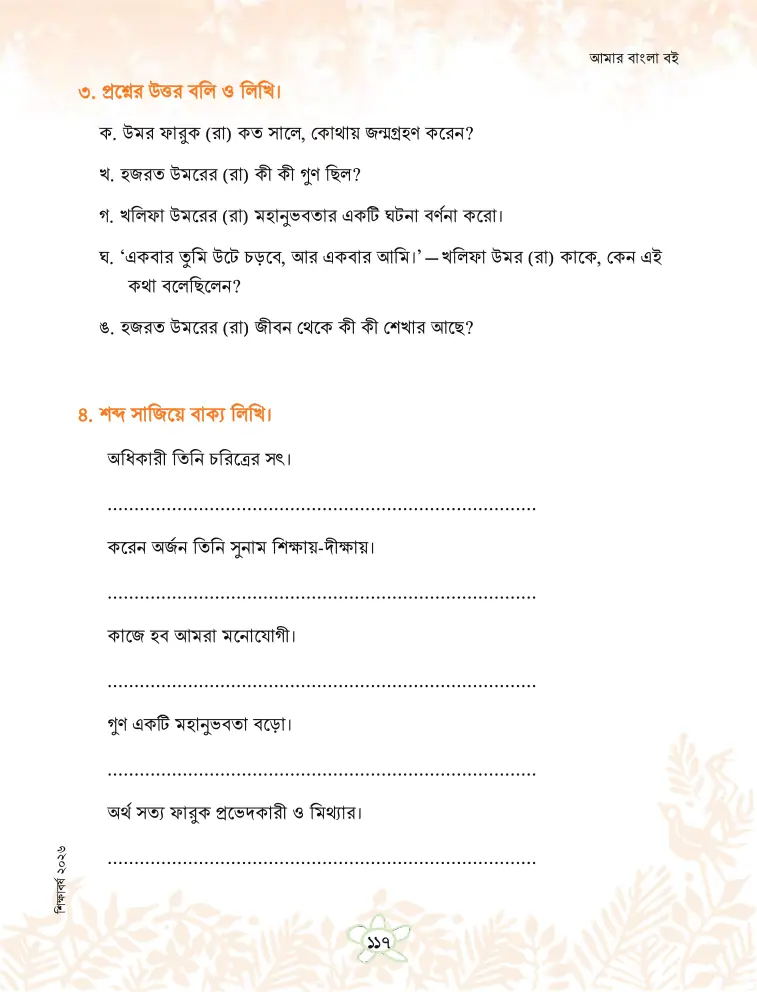 আমার বাংলা বই
৩. প্রশ্নের উত্তর বলি ও লিখি।
ক. উমর ফারুক (রা) কত সালে, কোথায় জন্মগ্রহণ করেন?
খ. হজরত উমরের (রা) কী কী গুণ ছিল?
গ. খলিফা উমরের (রা) মহানুভবতার একটি ঘটনা বর্ণনা করো।
ঘ. ‘একবার তুমি উটে চড়বে, আর একবার আমি।’ — খলিফা উমর (রা) কাকে, কেন এই
কথা বলেছিলেন?
ঙ. হজরত উমরের (রা) জীবন থেকে কী কী শেখার আছে?
৪. শব্দ সাজিয়ে বাক্য লিখি।
অধিকারী তিনি চরিত্রের সৎ।
................................................................................
করেন অর্জন তিনি সুনাম শিক্ষায়-দীক্ষায়।
................................................................................
কাজে হব আমরা মনোযোগী।
................................................................................
গুণ একটি মহানুভবতা বড়ো।
................................................................................
অর্থ সত্য ফারুক প্রভেদকারী ও মিথ্যার।
................................................................................
শিক্ষাবর্ষ ২০২৬
১১৭